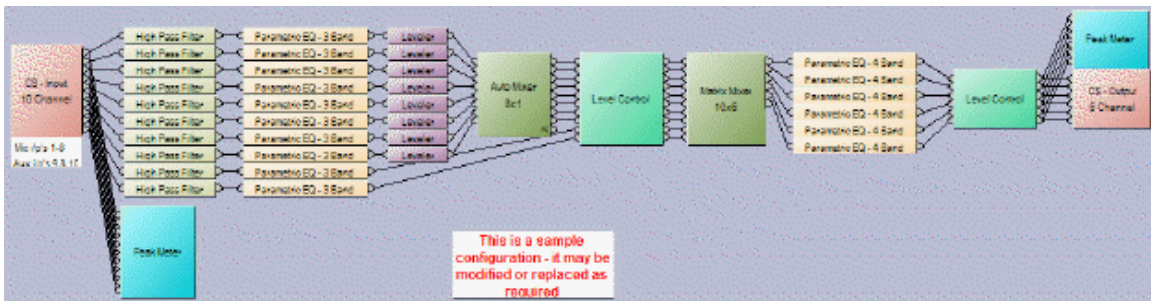 CS - Input
10 Channel
Mic i/p's 1-8
High Pass Filter
High Pass Filter
High Pass Filter
High Pass Filter
High Pass Filter
High Pass Filter
High Pass Filter
High Pass Filter
High Pass Filter
High Pass Filter
Parametric EQ - 3 Band
Parametric EQ - 3 Band
Parametric EQ - 3 Band
Parametric EQ - 3 Band
Parametric EQ - 3 Band
Parametric EQ - 3 Band
Parametric EQ - 3 Band
Parametric EQ - 3 Band
Parametric EQ - 3 Band
Parametric EQ - 3 Band
Leveler
Leveler
Leveler
Leveler
Leveler
Leveler
Leveler
Leveler
Auto Mixer
8x1
Level Control
Matrix Mixer
10x6
Parametric EQ - 4 Band
Parametric EQ - 4 Band
Parametric EQ - 4 Band
Parametric EQ - 4 Band
Parametric EQ - 4 Band
Parametric EQ - 4 Band
Level Control
Peak Meter
CS - Output
6 Channel
Peak Meter
This is a sample
configuration - it may be
modified or replaced as
required